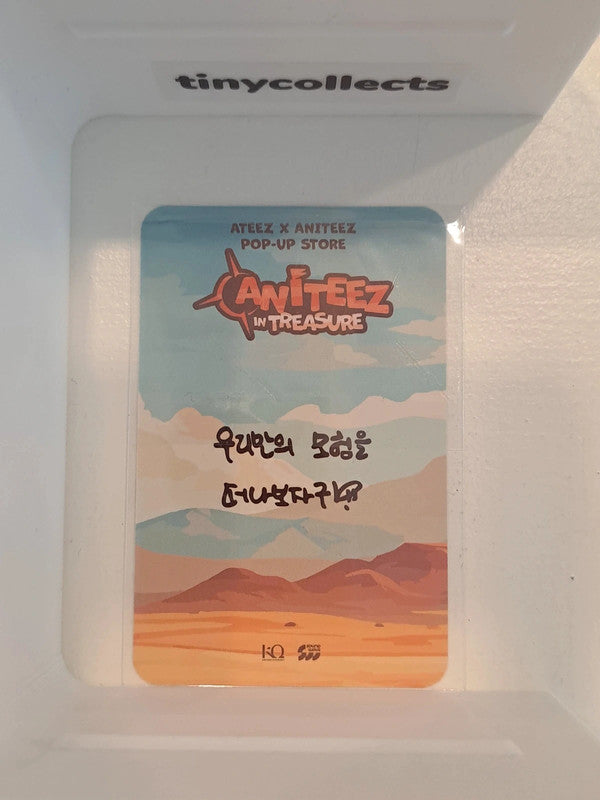 tinycollects
ATEEZ X ANITEEZ
POP-UP STORE
ANITEEZ
IN TREASURE
우리만의 모험을
떠나보자구!
KQ